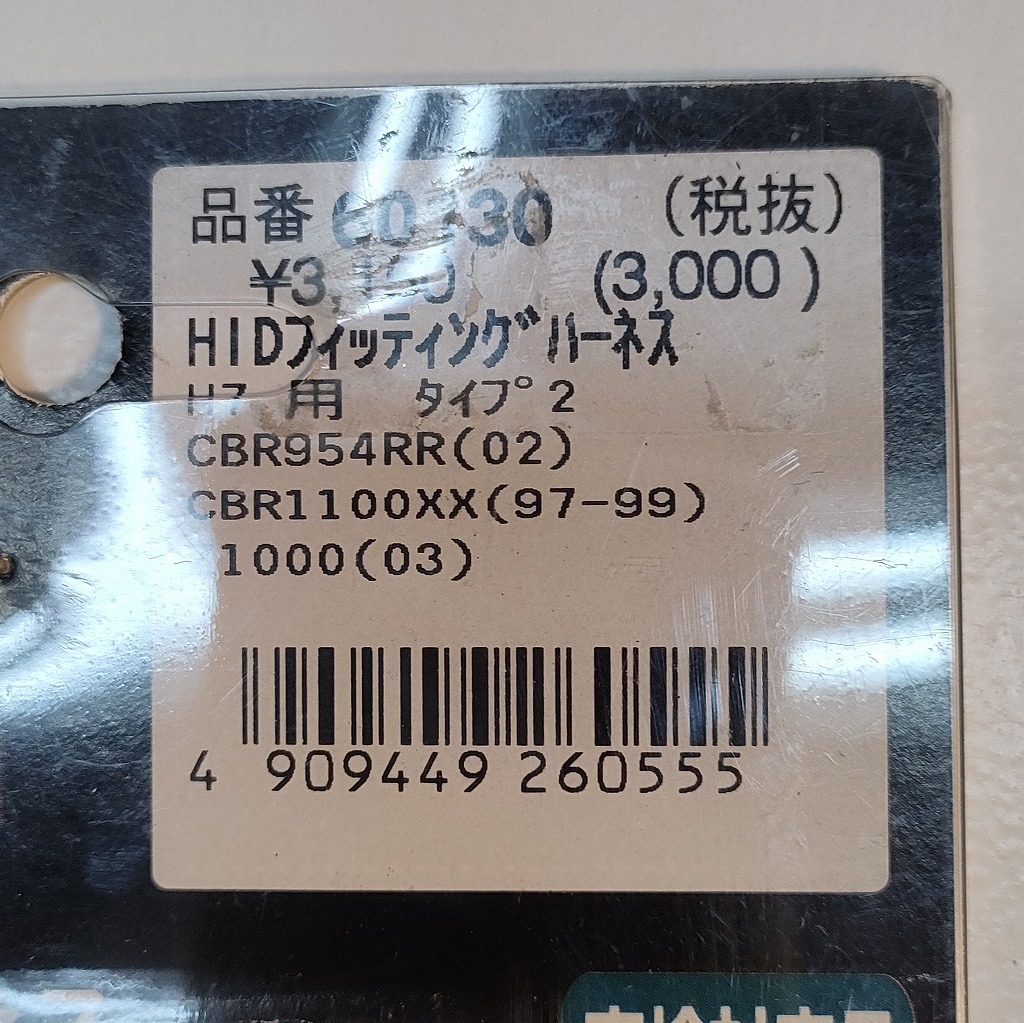 品番 (税抜)
(3,000 )
HIDフィッティングハーネス
H7 用 タイプ2
CBR954RR(02)
CBR1100XX(97-99)
1000(03)
4 909449 260555